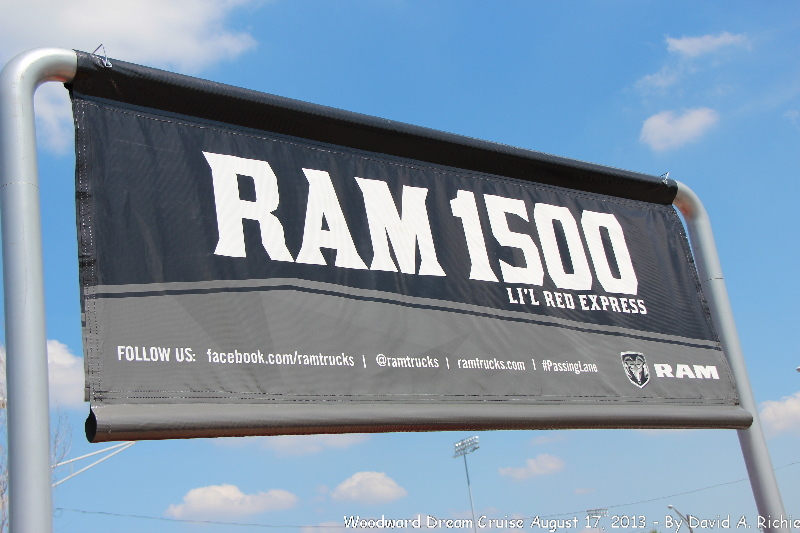 RAM 1500
LI'L RED EXPRESS
FOLLOW US: facebook.com/ramtrucks | @ramtrucks | ramtrucks.com | #PassingLane
RAM
Woodward Dream Cruise August 17, 2013 - By David A. Richie